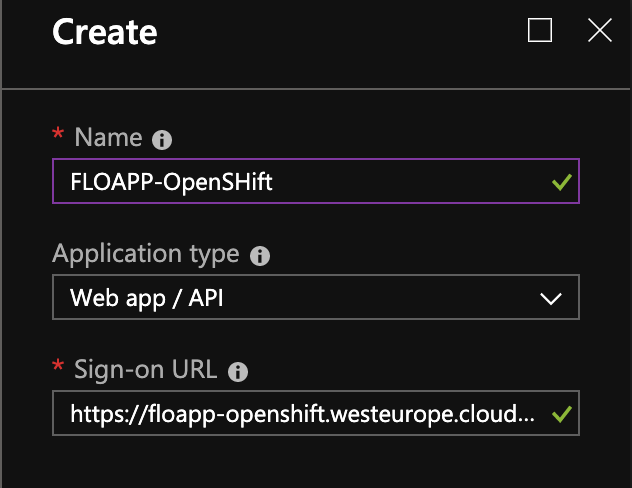 Create
* Name
FLOAPP-OpenSHift
Application type
Web app / API
* Sign-on URL
https://floapp-openshift.westeurope.cloud...